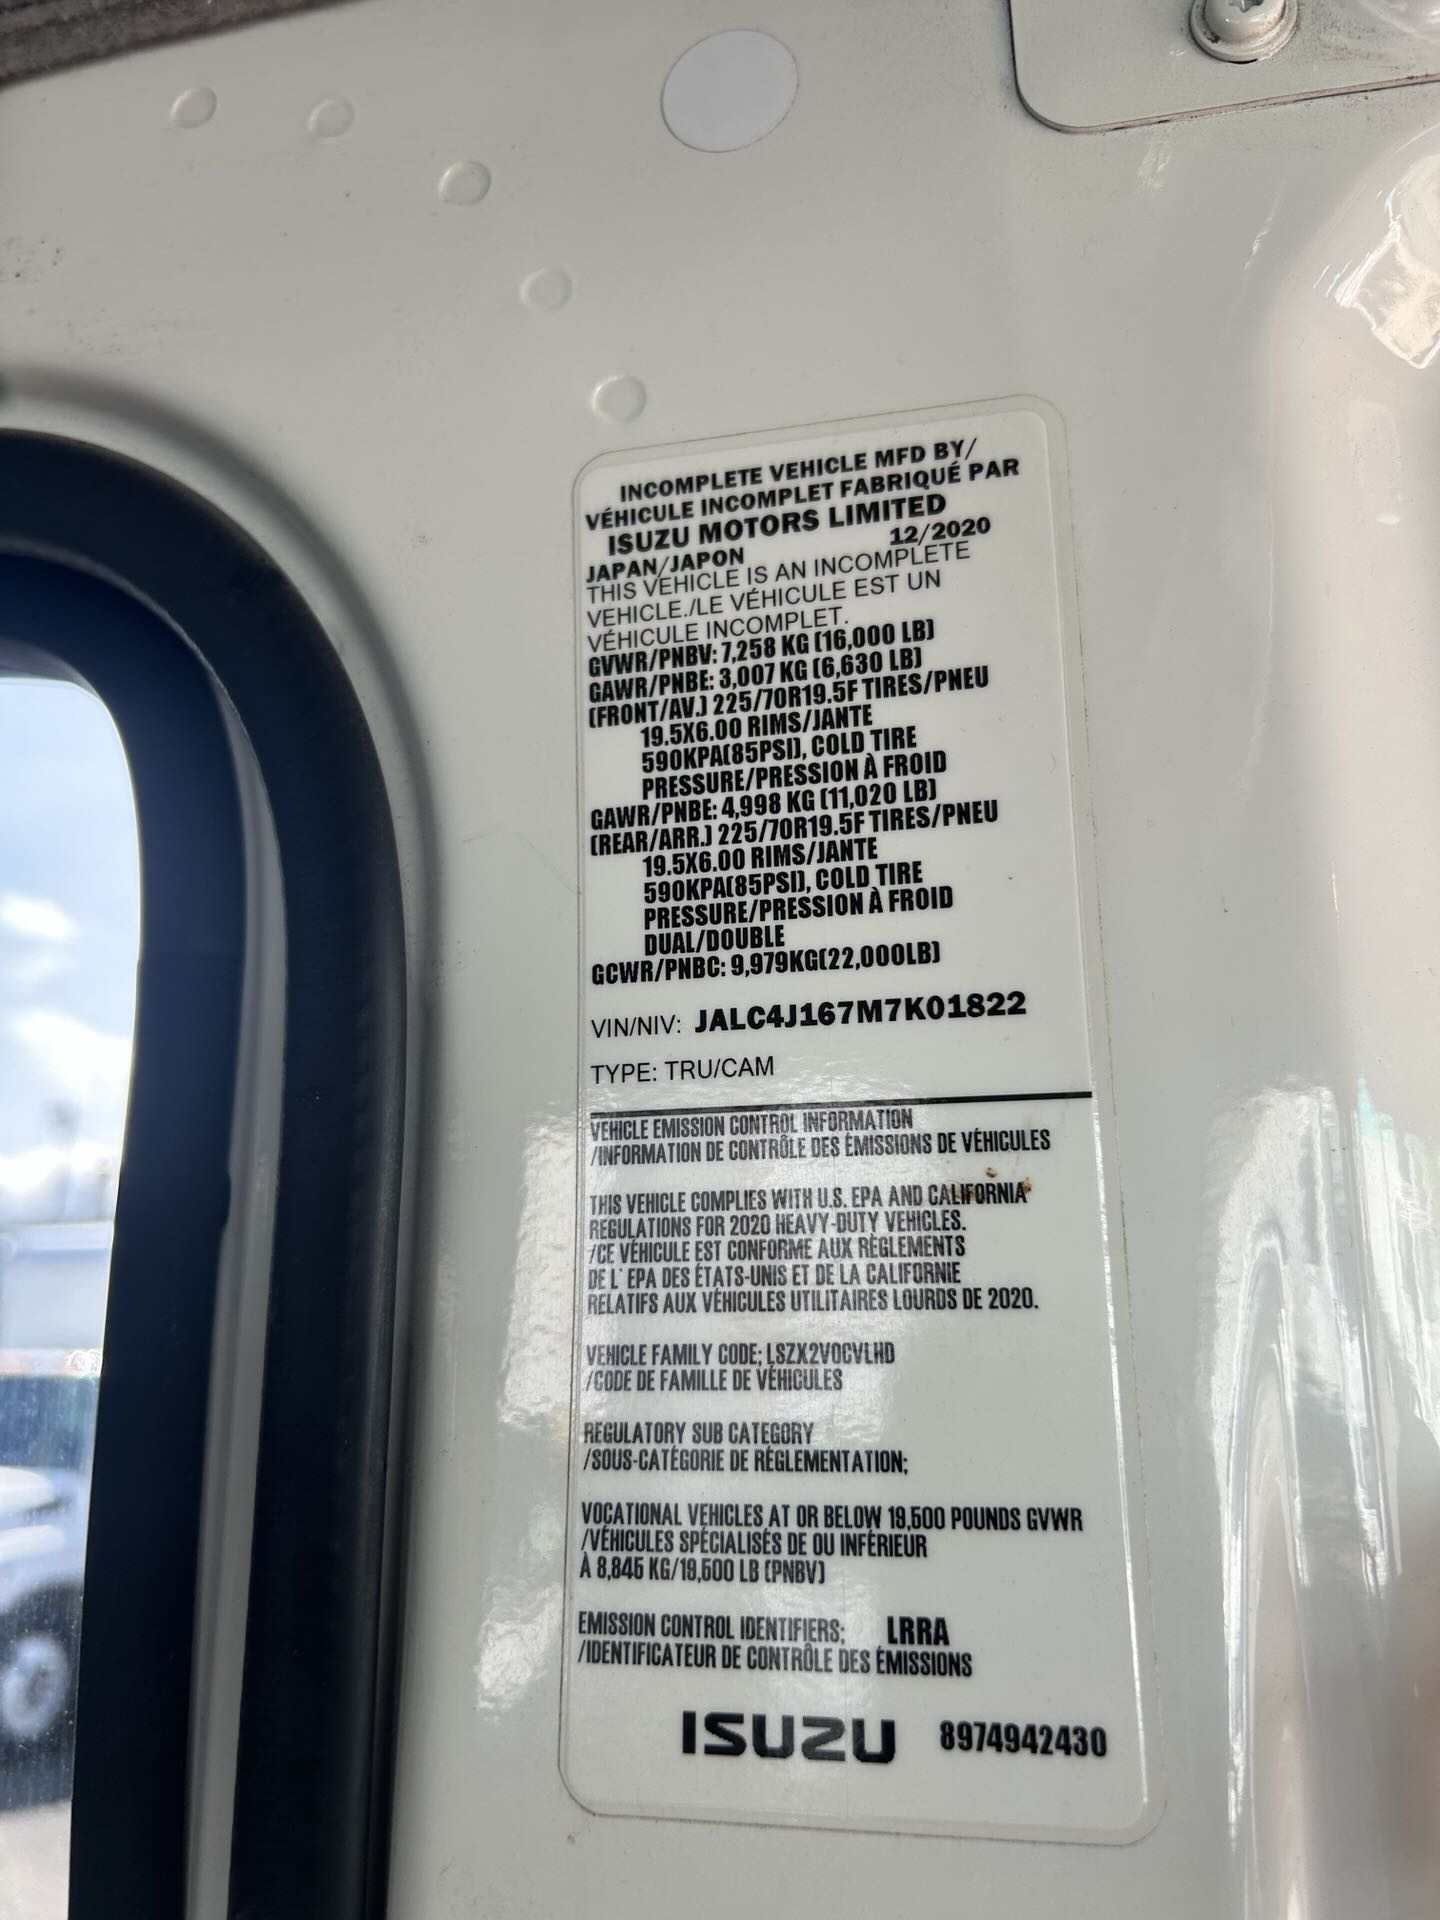 INCOMPLETE VEHICLE MFD BY/
VÉHICULE INCOMPLET FABRIQUÉ PAR
ISUZU MOTORS LIMITED
JAPAN/JAPON 12/2020
THIS VEHICLE IS AN INCOMPLETE
VEHICLE./LE VÉHICULE EST UN
VÉHICULE INCOMPLET.
GVWR/PNBV: 7,258 KG (16,000 LB)
GAWR/PNBE: 3,007 KG (6,630 LB)
(FRONT/AV.) 225/70R19.5F TIRES/PNEU
19.5X6.00 RIMS/JANTE
590KPA(85PSI), COLD TIRE
PRESSURE/PRESSION À FROID
GAWR/PNBE: 4,998 KG (11,020 LB)
(REAR/ARR.) 225/70R19.5F TIRES/PNEU
19.5X6.00 RIMS/JANTE
590KPA(85PSI), COLD TIRE
PRESSURE/PRESSION À FROID
DUAL/DOUBLE
GCWR/PNBC: 9,979KG(22,000LB)
VIN/NIV: JALC4J167M7K01822
TYPE: TRU/CAM
VEHICLE EMISSION CONTROL INFORMATION
/INFORMATION DE CONTRÔLE DES ÉMISSIONS DE VÉHICULES
THIS VEHICLE COMPLIES WITH U.S. EPA AND CALIFORNIA
REGULATIONS FOR 2020 HEAVY-DUTY VEHICLES.
/CE VÉHICULE EST CONFORME AUX RÈGLEMENTS
DE L' EPA DES ÉTATS-UNIS ET DE LA CALIFORNIE
RELATIFS AUX VÉHICULES UTILITAIRES LOURDS DE 2020.
VEHICLE FAMILY CODE; LSZX2VOCVLHD
/CODE DE FAMILLE DE VÉHICULES
REGULATORY SUB CATEGORY
/SOUS-CATÉGORIE DE RÉGLEMENTATION;
VOCATIONAL VEHICLES AT OR BELOW 19,500 POUNDS GVWR
/VÉHICULES SPÉCIALISÉS DE OU INFÉRIEUR
À 8,845 KG/19,500 LB (PNBV)
EMISSION CONTROL IDENTIFIERS; LRRA
/IDENTIFICATEUR DE CONTRÔLE DES ÉMISSIONS
ISUZU 8974942430